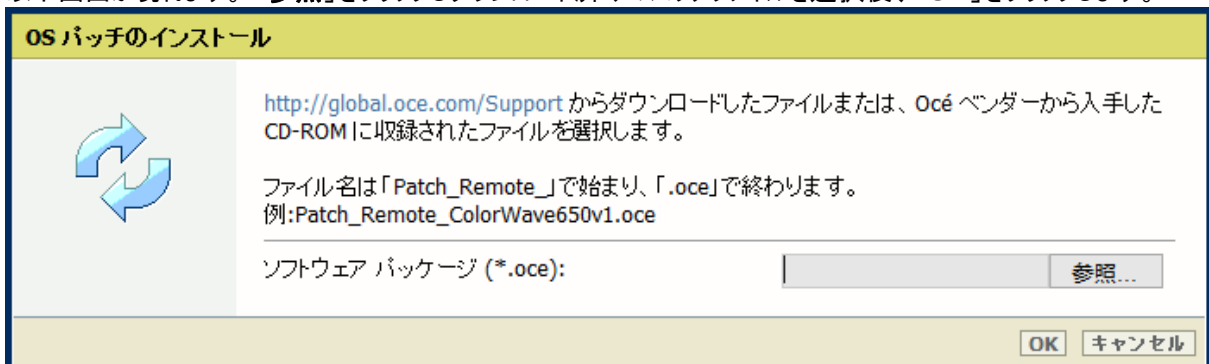 OS パッチのインストール
http://global.oce.com/Support からダウンロードしたファイルまたは、Océ ベンダーから入手した
CD-ROM に収録されたファイルを選択します。
ファイル名は「Patch_Remote_」で始まり、「.oce」で終わります。
例:Patch_Remote_ColorWave650v1.oce
ソフトウェア パッケージ (*.oce):
参照...
OK キャンセル